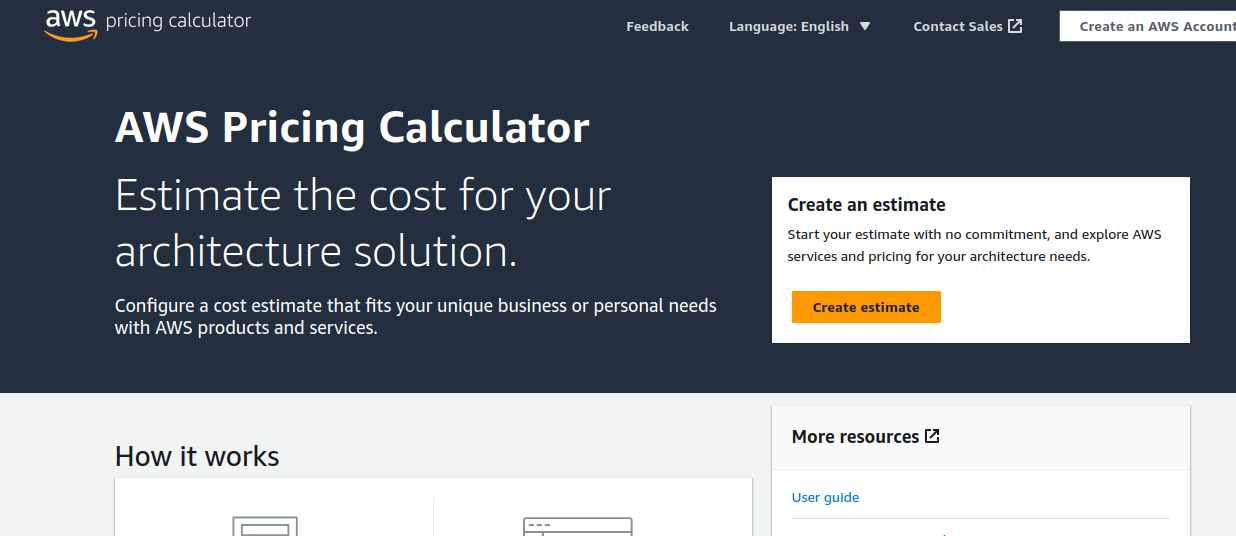 aws pricing calculator
Feedback
Language: English
Contact Sales
Create an AWS Account
AWS Pricing Calculator
Estimate the cost for your
architecture solution.
Configure a cost estimate that fits your unique business or personal needs
with AWS products and services.
Create an estimate
Start your estimate with no commitment, and explore AWS
services and pricing for your architecture needs.
Create estimate
How it works
More resources
User guide